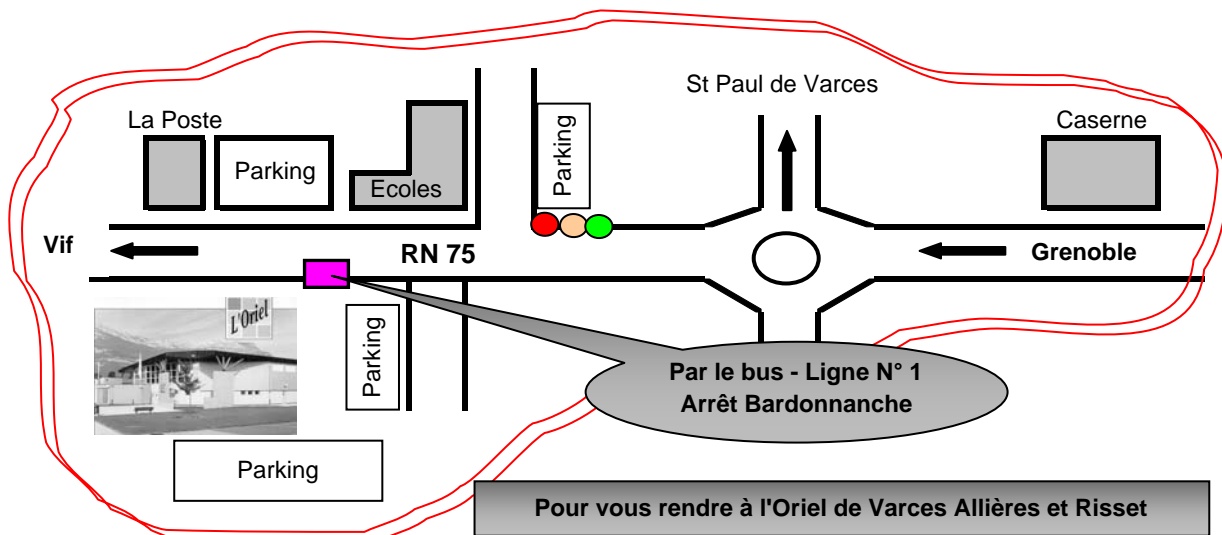 St Paul de Varces
La Poste
Parking
Ecoles
Parking
Caserne
Vif
RN 75
Grenoble
L'Oriel
Parking
Par le bus - Ligne N° 1
Arrêt Bardonnanche
Parking
Pour vous rendre à l'Oriel de Varces Allières et Risset